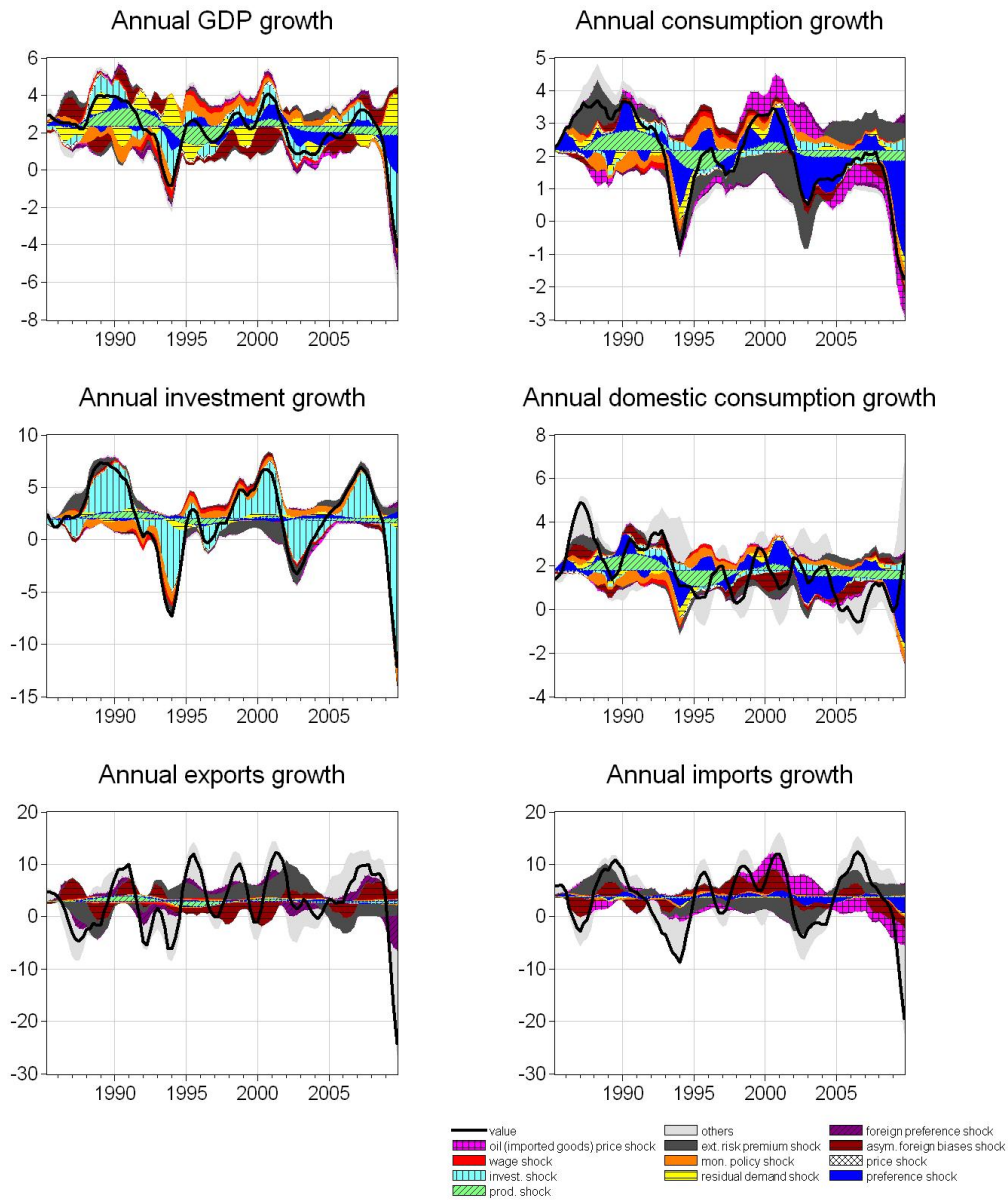 Annual GDP growth
6
4
2
0
-2
-4
-6
-8
1990 1995 2000 2005
Annual consumption growth
5
4
3
2
1
0
-1
-2
-3
1990 1995 2000 2005
Annual investment growth
10
5
0
-5
-10
-15
1990 1995 2000 2005
Annual domestic consumption growth
8
6
4
2
0
-2
-4
1990 1995 2000 2005
Annual exports growth
20
10
0
-10
-20
-30
1990 1995 2000 2005
Annual imports growth
20
10
0
-10
-20
-30
1990 1995 2000 2005
value
oil (imported goods) price shock
wage shock
invest. shock
prod. shock
others
ext. risk premium shock
mon. policy shock
residual demand shock
foreign preference shock
asym. foreign biases shock
price shock
preference shock